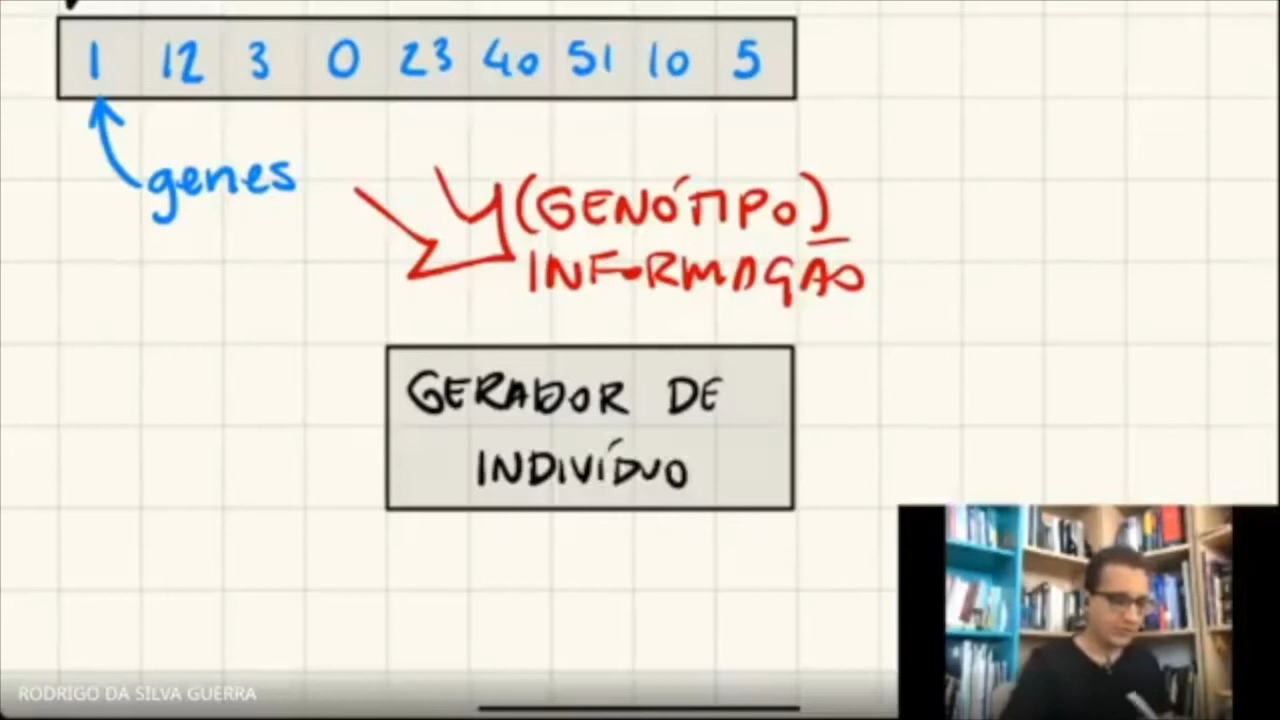 1 12 3 0 23 40 51 10 5
genes
(GENÓTIPO)
INFORMAÇÃO
GERADOR DE
INDIVÍDUO
RODRIGO DA SILVA GUERRA